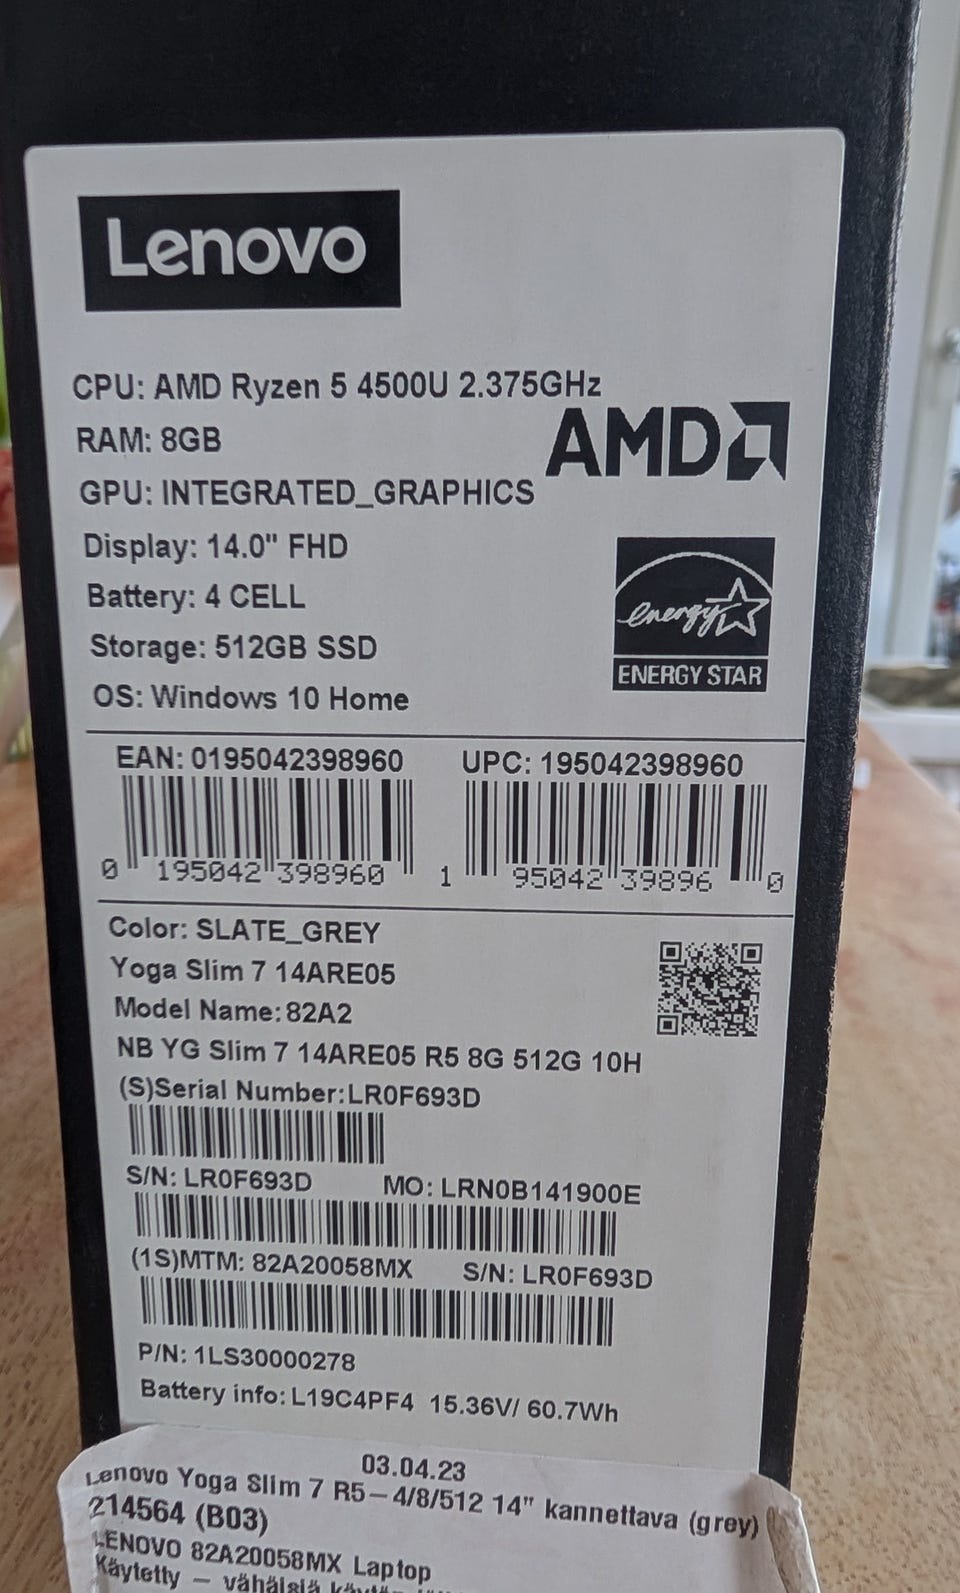 Lenovo
CPU: AMD Ryzen 5 4500U 2.375GHz
AMD
RAM: 8GB
GPU: INTEGRATED_GRAPHICS
Display: 14.0" FHD
Battery: 4 CELL
energy
Storage: 512GB SSD
ENERGY STAR
OS: Windows 10 Home
EAN: 0195042398960 UPC: 195042398960
0 195042 398960 1 95042 39896 0
Color: SLATE_GREY
Yoga Slim 7 14ARE05
Model Name: 82A2
NB YG Slim 7 14ARE05 R5 8G 512G 10H
(S)Serial Number:LR0F693D
S/N: LR0F693D MO: LRN0B141900E
(1S)MTM: 82A20058MX S/N: LR0F693D
P/N: 1LS30000278
Battery info: L19C4PF4 15.36V/ 60.7Wh
03.04.23
Lenovo Yoga Slim 7 R5-4/8/512 14" kannettava (grey)
214564 (B03)
LENOVO 82A20058MX Laptop
Käytetty – vähäisiä